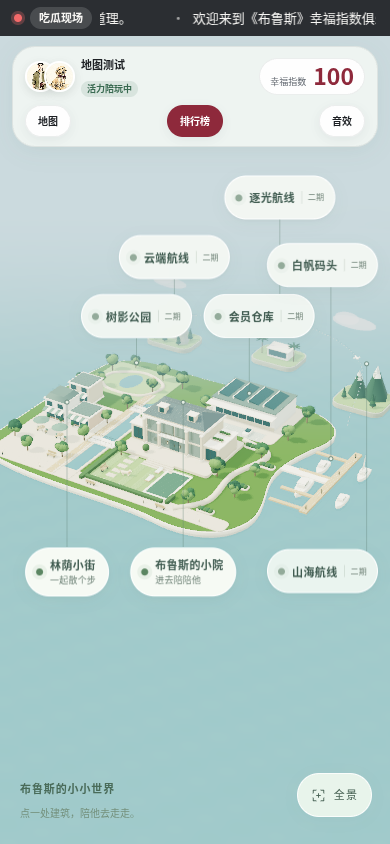 吃瓜现场
直理。 • 欢迎来到《布鲁斯》幸福指数俱
地图测试
活力陪玩中
幸福指数 100
地图
排行榜
音效
逐光航线 二期
云端航线 二期
白帆码头 二期
树影公园 二期
会员仓库 二期
林荫小街
一起散个步
布鲁斯的小院
进去陪陪他
山海航线 二期
布鲁斯的小小世界
点一处建筑，陪他去走走。
全景